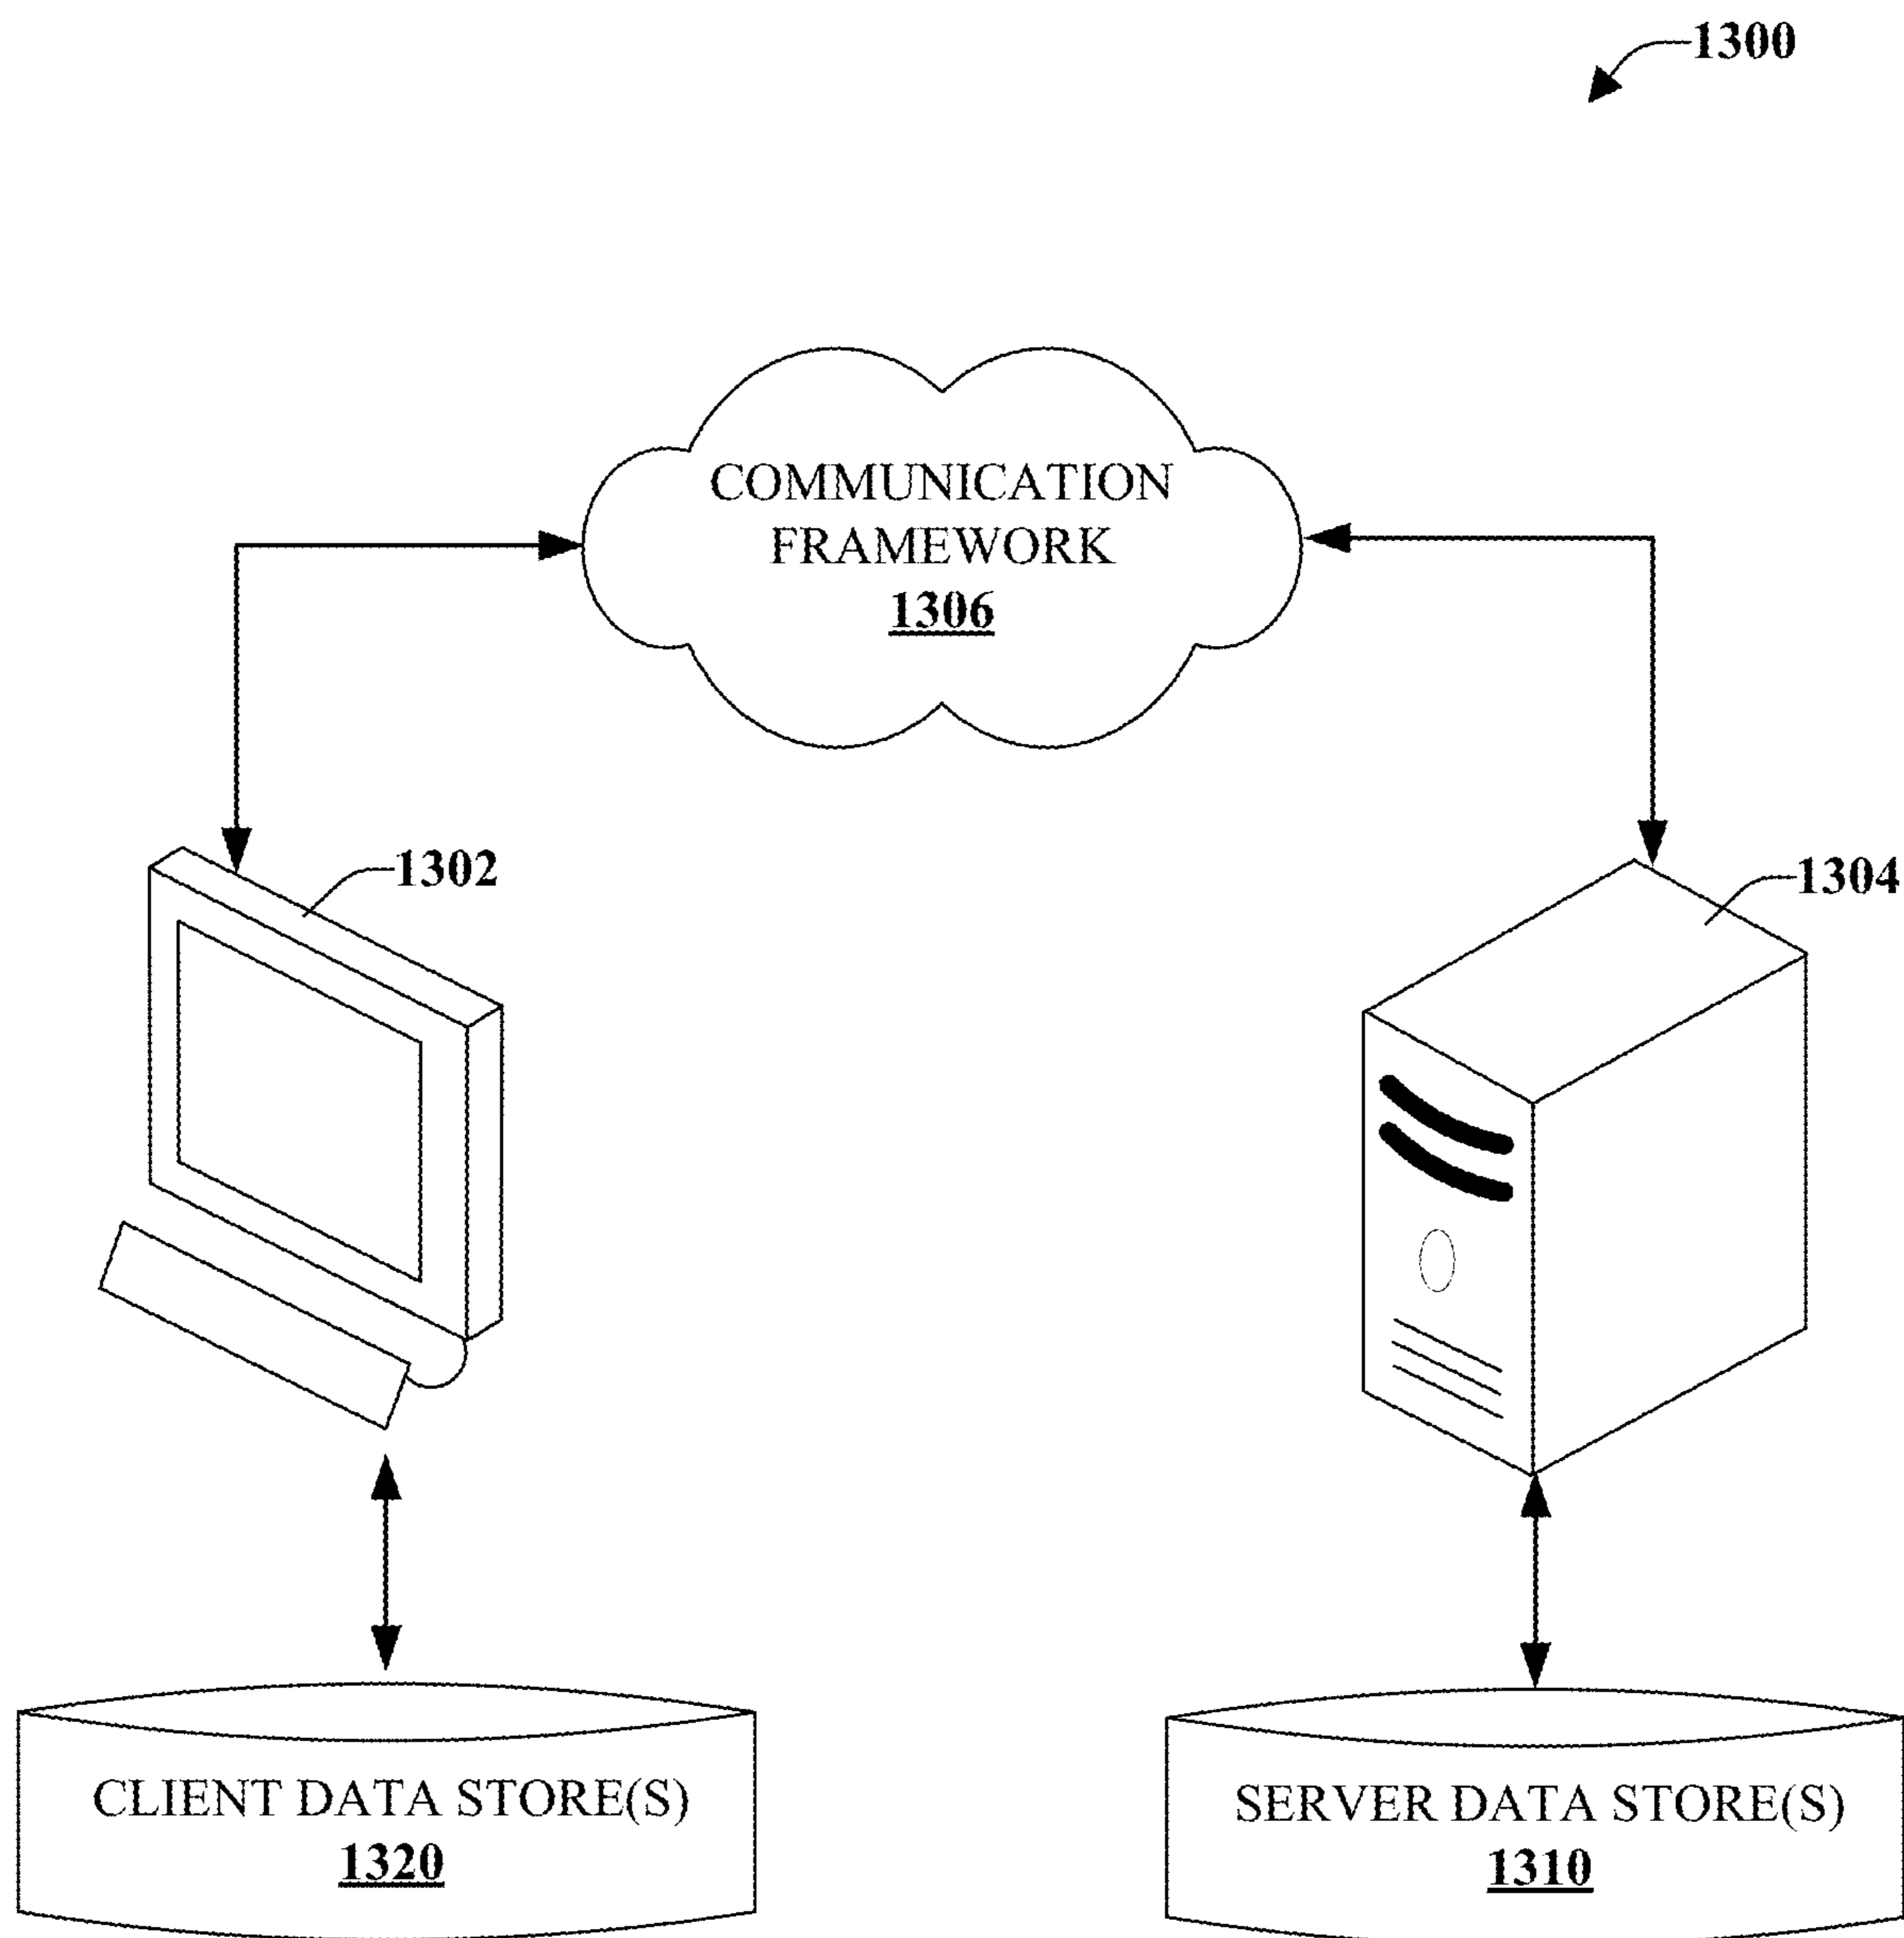 1300
COMMUNICATION
FRAMEWORK
1306
1302
1304
CLIENT DATA STORE(S)
1320
SERVER DATA STORE(S)
1310